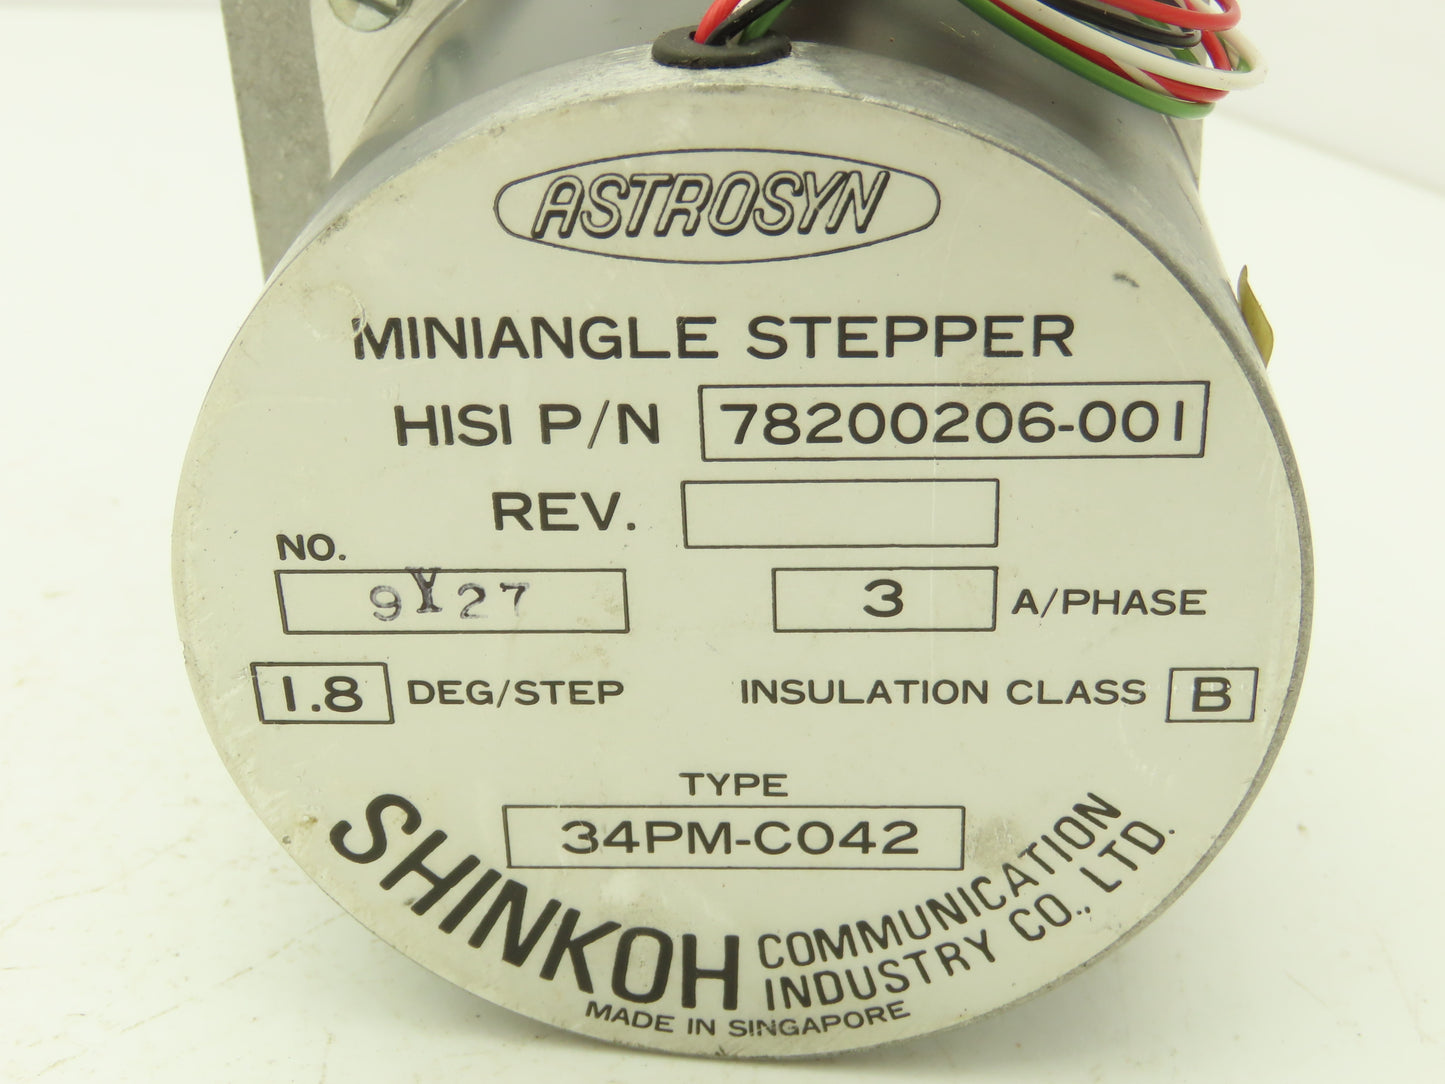 ASTROSYN
MINIANGLE STEPPER
HISI P/N 78200206-001
REV.
NO.
9Y27 3 A/PHASE
1.8 DEG/STEP INSULATION CLASS B
TYPE
34PM-C042
SHINKOH COMMUNICATION
INDUSTRY CO., LTD.
MADE IN SINGAPORE